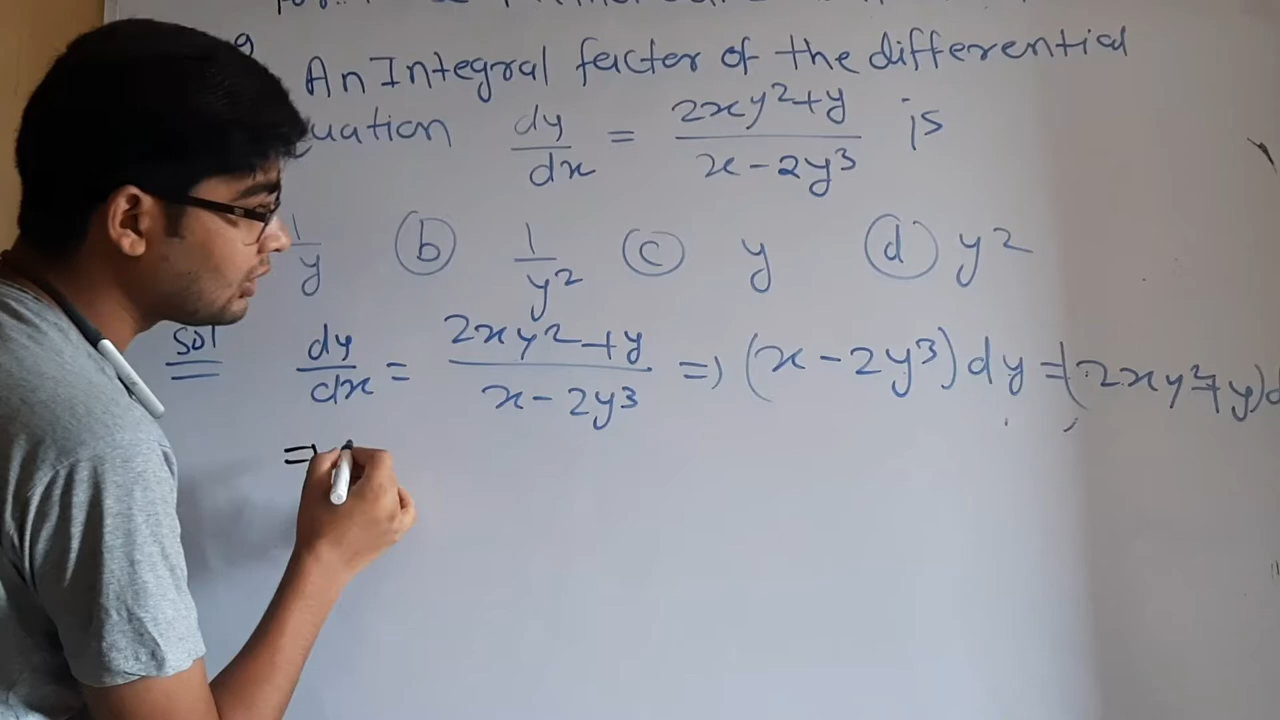 An Integral factor of the differential
uation dy/dx = 2xy²+y/x-2y³ is
1/y (b) 1/y² (c) y (d) y²
Sol dy/dx = 2xy²+y/x-2y³ => (x-2y³)dy = (2xy²+y)d
=>